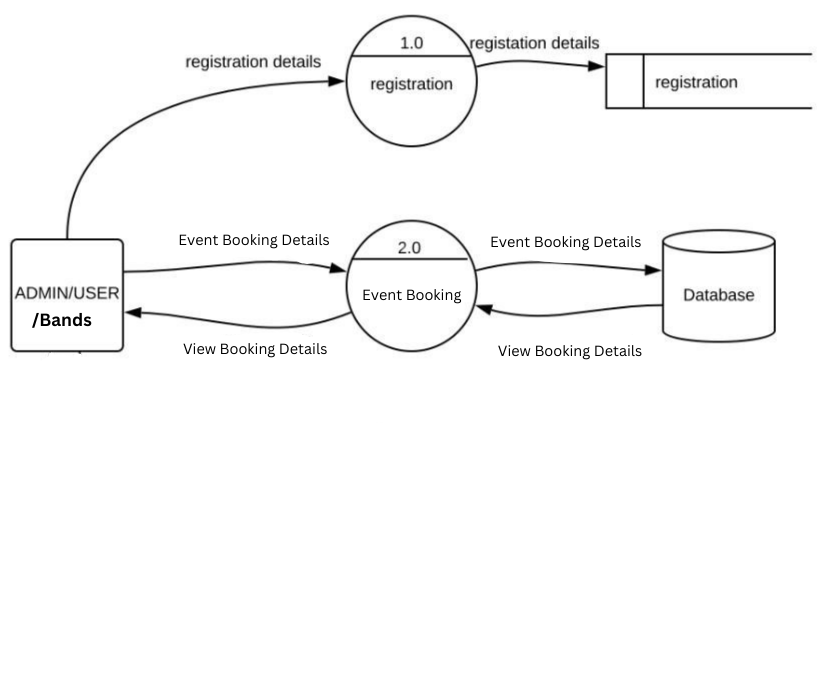 1.0
registation details
registration details
registration
registration
Event Booking Details
2.0
Event Booking Details
ADMIN/USER
/Bands
Event Booking
Database
View Booking Details
View Booking Details